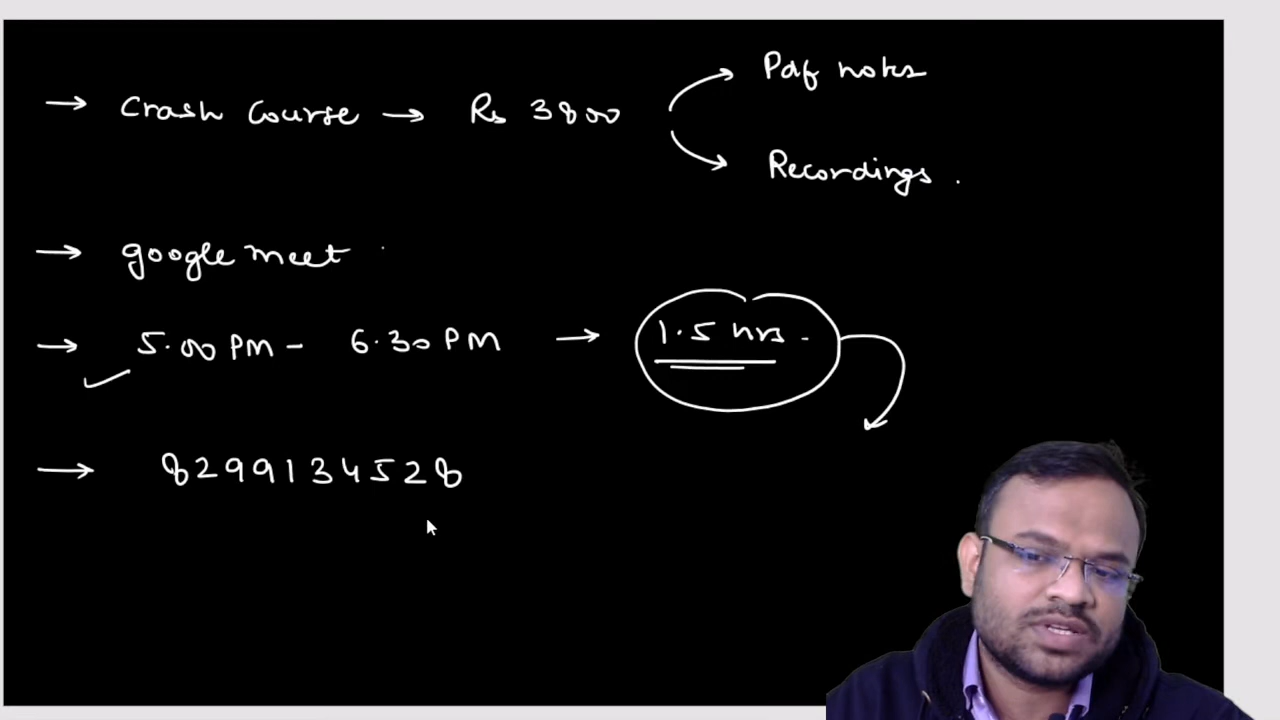 → Crash Course → Rs 3800
Pdf notes
Recordings .
→ google meet .
→ 5.00 PM - 6.30 PM → 1.5 hrs .
→ 8299134528